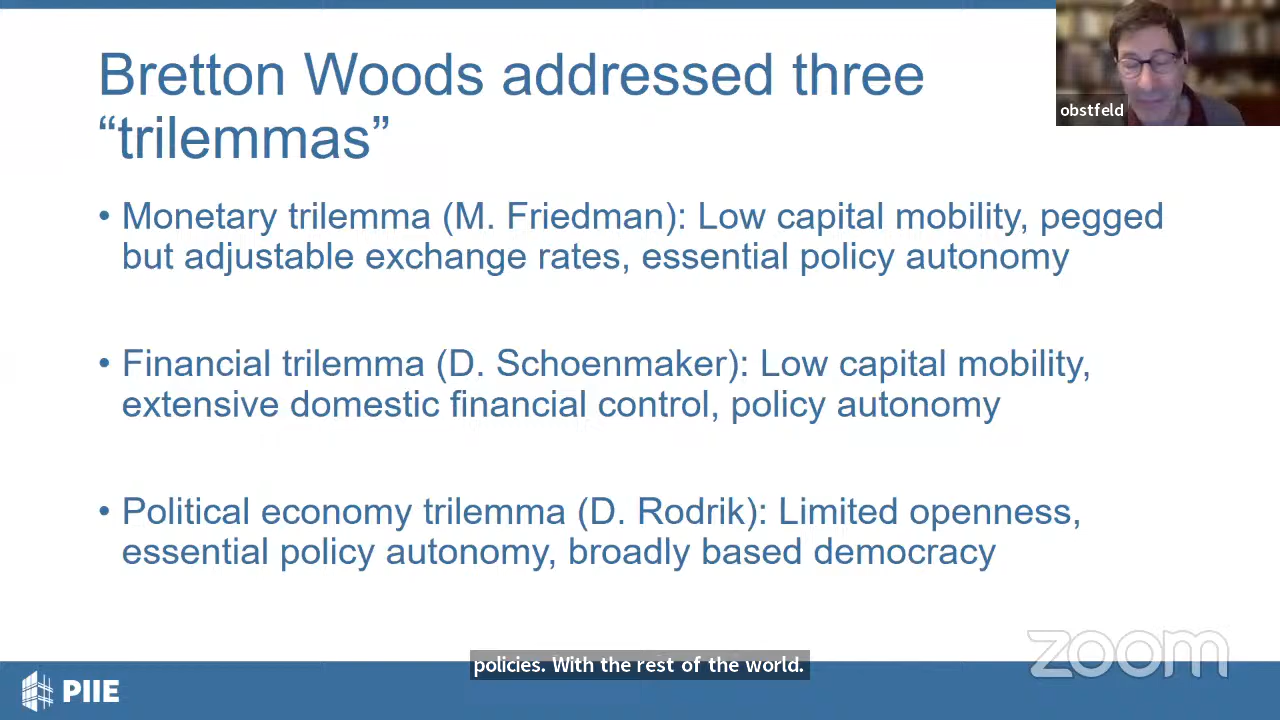 Bretton Woods addressed three
“trilemmas”
obstfeld
• Monetary trilemma (M. Friedman): Low capital mobility, pegged
but adjustable exchange rates, essential policy autonomy
• Financial trilemma (D. Schoenmaker): Low capital mobility,
extensive domestic financial control, policy autonomy
• Political economy trilemma (D. Rodrik): Limited openness,
essential policy autonomy, broadly based democracy
zoom
policies. With the rest of the world.
PIIE